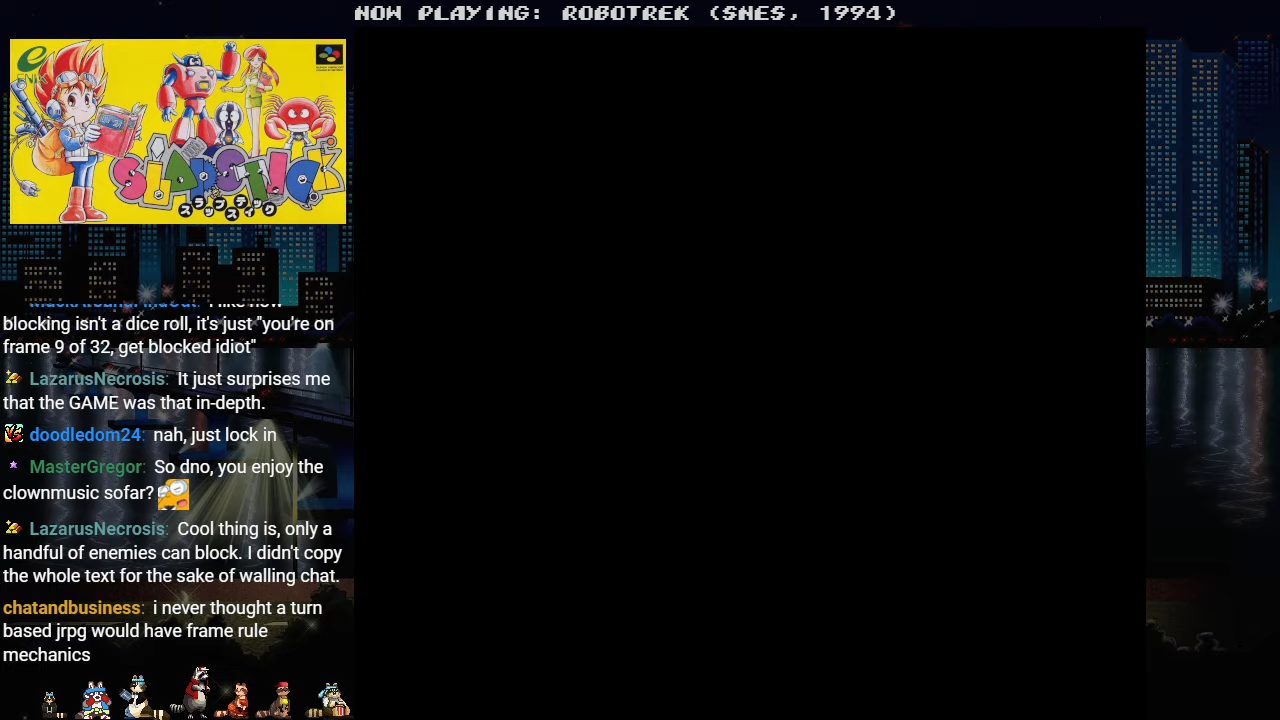 NOW PLAYING: ROBOTREK (SNES, 1994)
ENIX
SLAPSTICK
スラップスティック
blocking isn't a dice roll, it's just "you're on
frame 9 of 32, get blocked idiot"
LazarusNecrosis: It just surprises me
that the GAME was that in-depth.
doodledom24: nah, just lock in
MasterGregor: So dno, you enjoy the
clownmusic sofar?
LazarusNecrosis: Cool thing is, only a
handful of enemies can block. I didn't copy
the whole text for the sake of walling chat.
chatandbusiness: i never thought a turn
based jrpg would have frame rule
mechanics